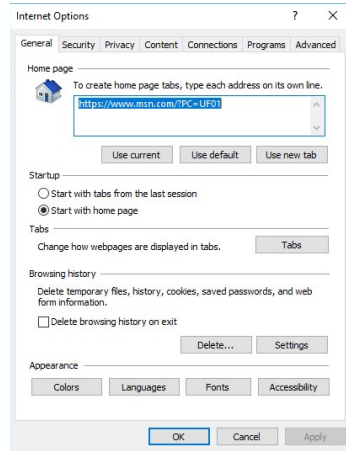 Internet Options
? X
General Security Privacy Content Connections Programs Advanced
Home page
To create home page tabs, type each address on its own line.
https://www.msn.com/?PC=UF01
Use current Use default Use new tab
Startup
Start with tabs from the last session
Start with home page
Tabs
Change how webpages are displayed in tabs. Tabs
Browsing history
Delete temporary files, history, cookies, saved passwords, and web
form information.
Delete browsing history on exit
Delete... Settings
Appearance
Colors Languages Fonts Accessibility
OK Cancel Apply